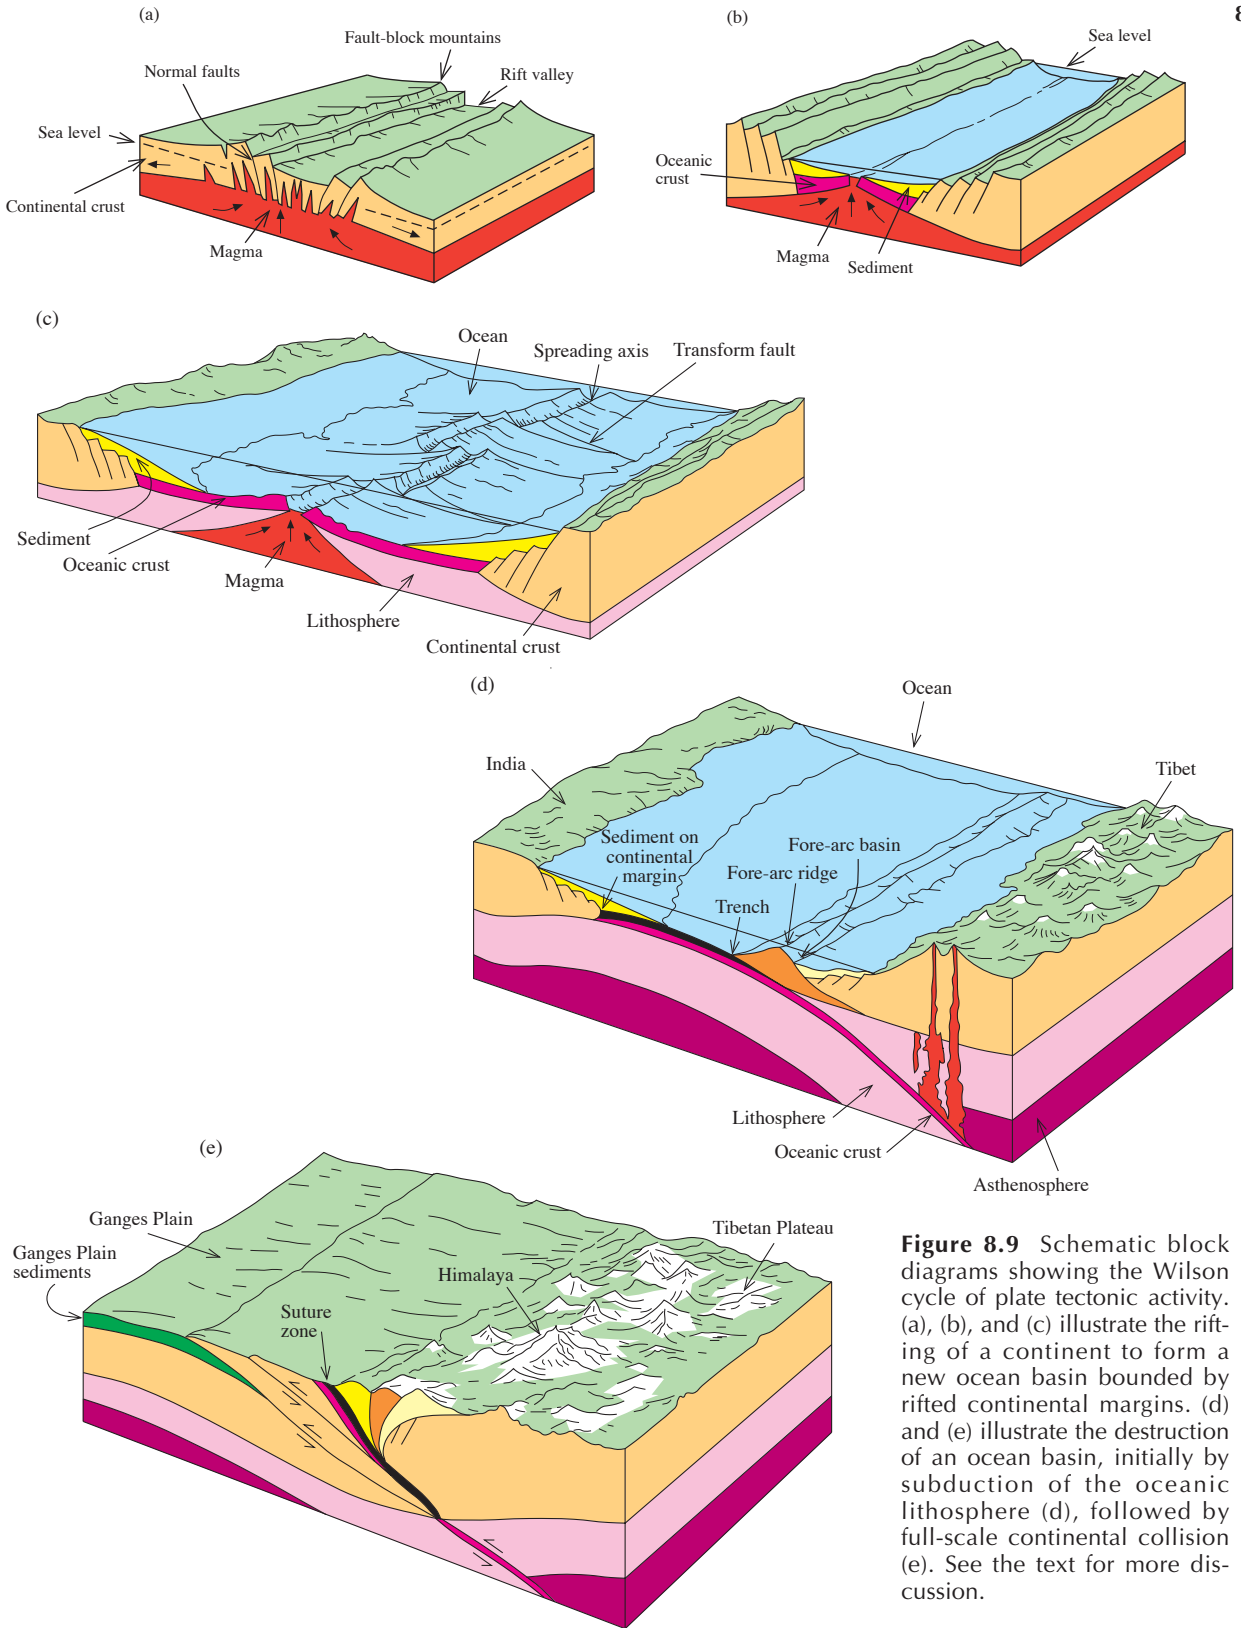 8
(a)
Fault-block mountains
Normal faults
Rift valley
Sea level
Continental crust
Magma
(b)
Sea level
Oceanic
crust
Magma
Sediment
(c)
Ocean
Spreading axis
Transform fault
Sediment
Oceanic crust
Magma
Lithosphere
Continental crust
(d)
Ocean
India
Tibet
Sediment on
continental
margin
Fore-arc basin
Fore-arc ridge
Trench
Lithosphere
Oceanic crust
Asthenosphere
(e)
Ganges Plain
Ganges Plain
sediments
Tibetan Plateau
Himalaya
Suture
zone
Figure 8.9 Schematic block
diagrams showing the Wilson
cycle of plate tectonic activity.
(a), (b), and (c) illustrate the rift-
ing of a continent to form a
new ocean basin bounded by
rifted continental margins. (d)
and (e) illustrate the destruction
of an ocean basin, initially by
subduction of the oceanic
lithosphere (d), followed by
full-scale continental collision
(e). See the text for more dis-
cussion.